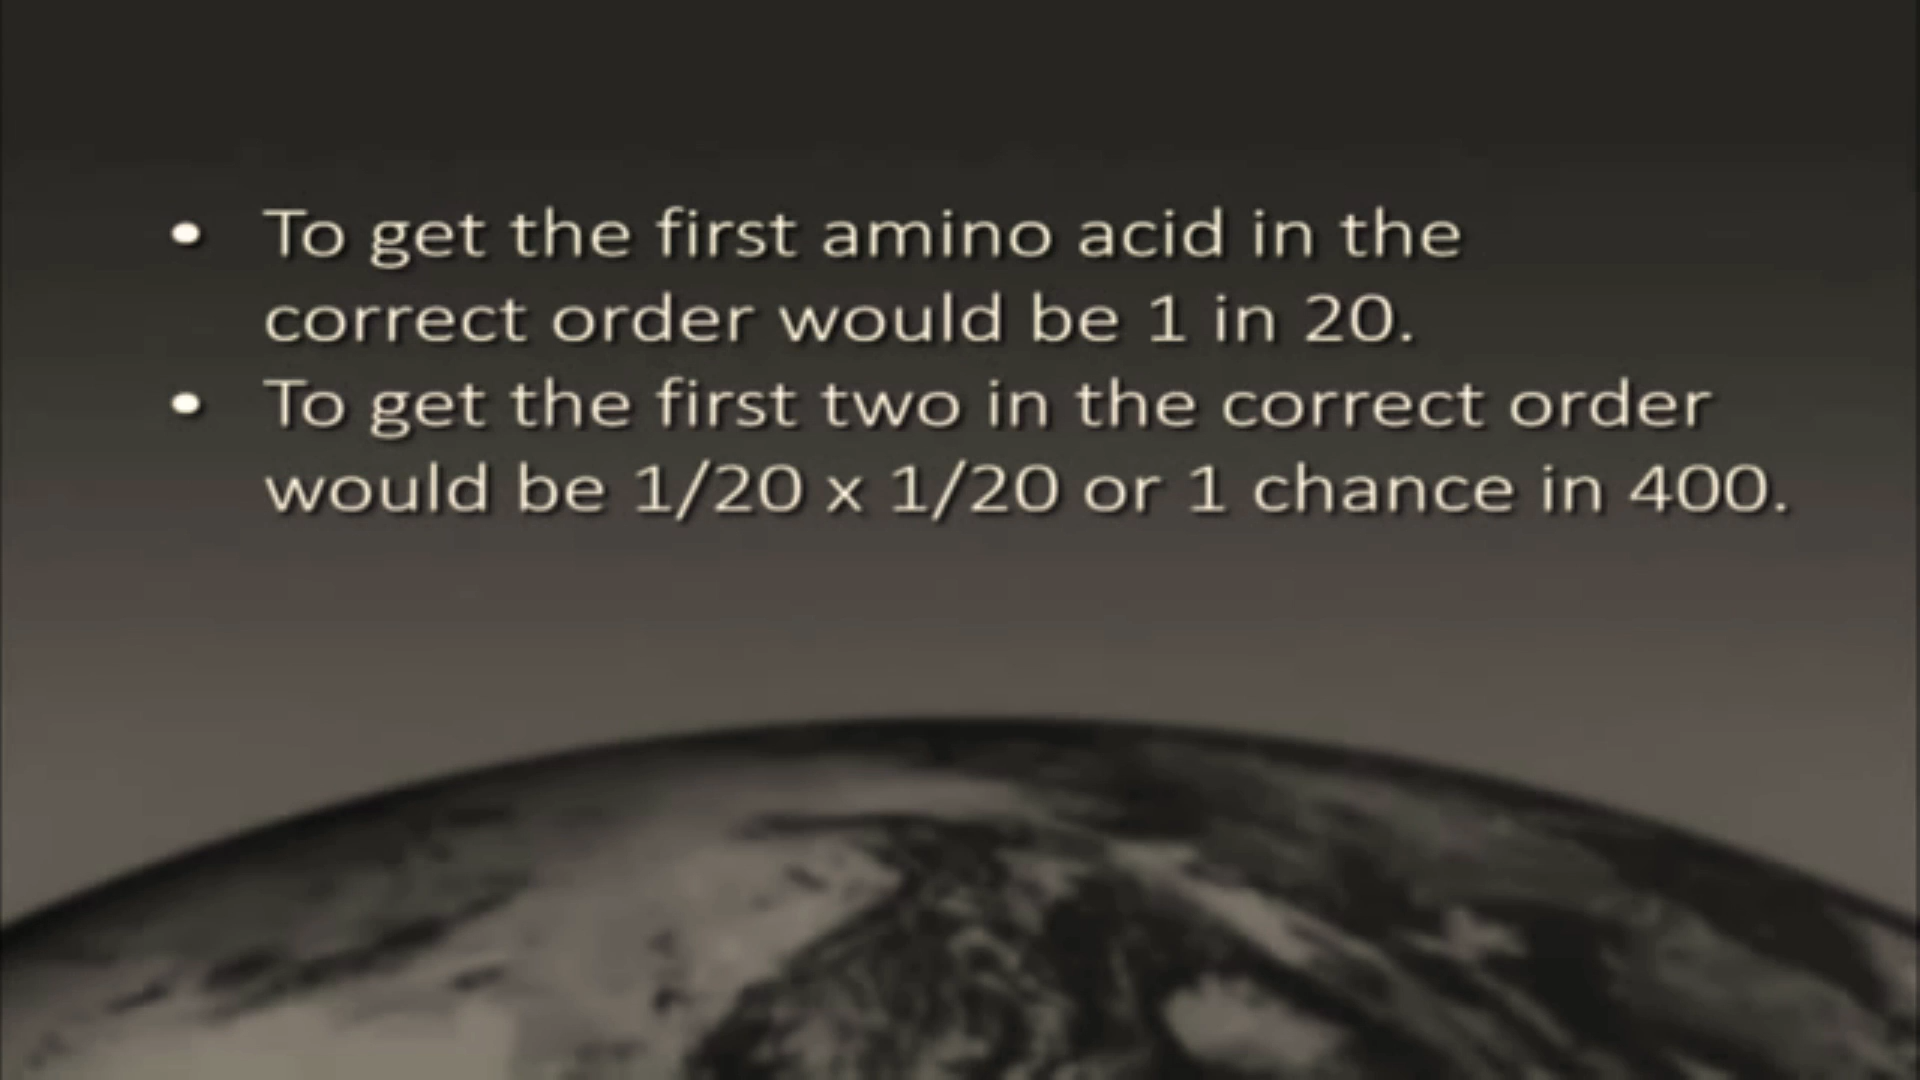 • To get the first amino acid in the
correct order would be 1 in 20.
• To get the first two in the correct order
would be 1/20 x 1/20 or 1 chance in 400.